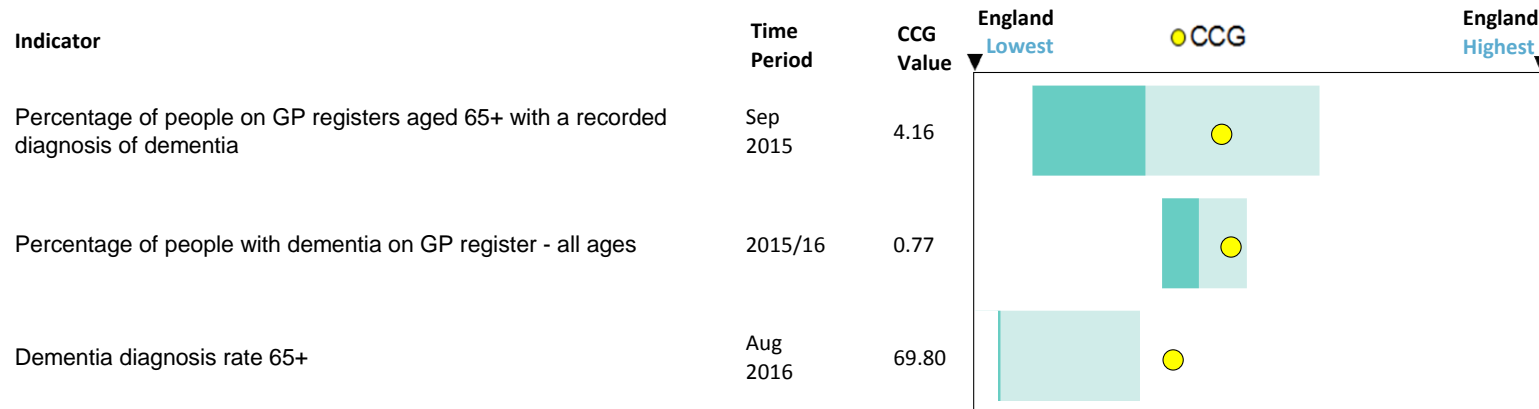 Indicator
Time
Period
CCG
Value
England
Lowest
CCG
England
Highest
Percentage of people on GP registers aged 65+ with a recorded
diagnosis of dementia
Sep
2015
4.16
Percentage of people with dementia on GP register - all ages
2015/16
0.77
Dementia diagnosis rate 65+
Aug
2016
69.80